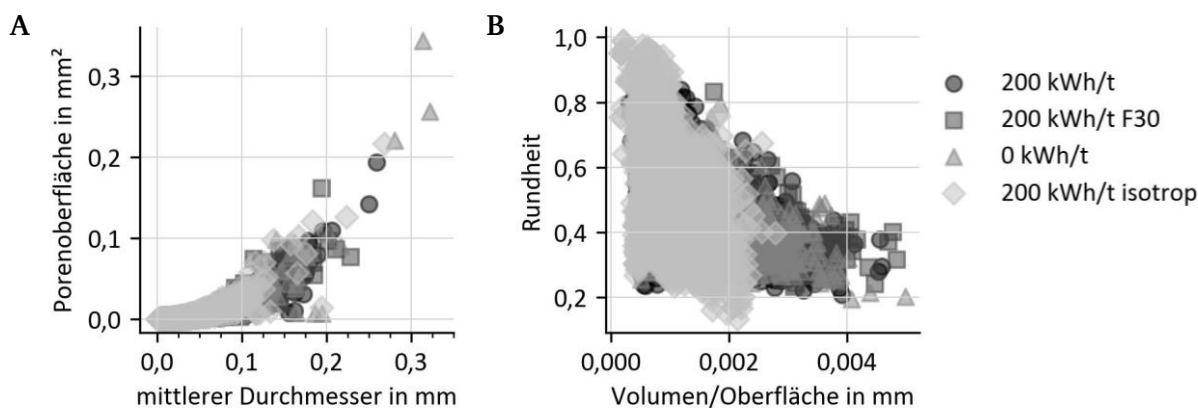 A
Porenoberfläche in mm²
0,3
0,2
0,1
0,0
0,0 0,1 0,2 0,3
mittlerer Durchmesser in mm
B
Rundheit
1,0
0,8
0,6
0,4
0,2
0,000 0,002 0,004
Volumen/Oberfläche in mm
200 kWh/t
200 kWh/t F30
0 kWh/t
200 kWh/t isotrop